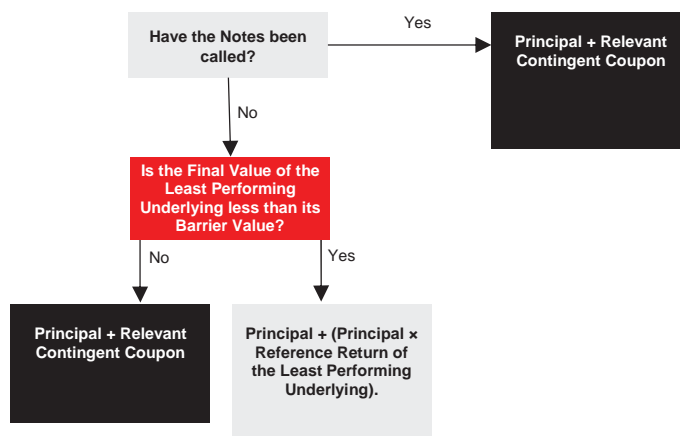 Have the Notes been
called?
Yes
Principal + Relevant
Contingent Coupon
No
Is the Final Value of the
Least Performing
Underlying less than its
Barrier Value?
No
Yes
Principal + Relevant
Contingent Coupon
Principal + (Principal ×
Reference Return of
the Least Performing
Underlying).